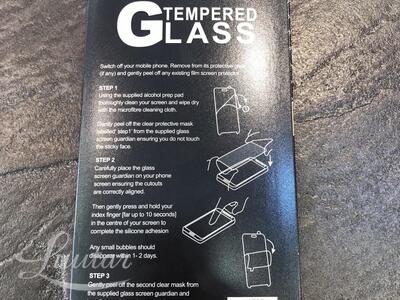 TEMPERED
GLASS
Switch off your mobile phone. Remove from its protective
(if any) and gently peel off any existing film screen protector
STEP 1
Using the supplied alcohol prep pad
thoroughly clean your screen and wipe dry
with the microfibre cleaning cloth.
Gently peel off the clear protective mask
labelled' step1' from the supplied glass
screen guardian ensuring you do not touch
the sticky face.
STEP 2
Carefully place the glass
screen guardian on your phone
screen ensuring the cutouts
are correctly aligned.
Then gently press and hold your
index finger [far up to 10 seconds]
in the centre of your screen to
complete the silicone adhesion
Any small bubbles should
disappear within 1- 2 days.
STEP 3
Gently peel off the second clear mask from
the supplied glass screen guardian and
Luutar